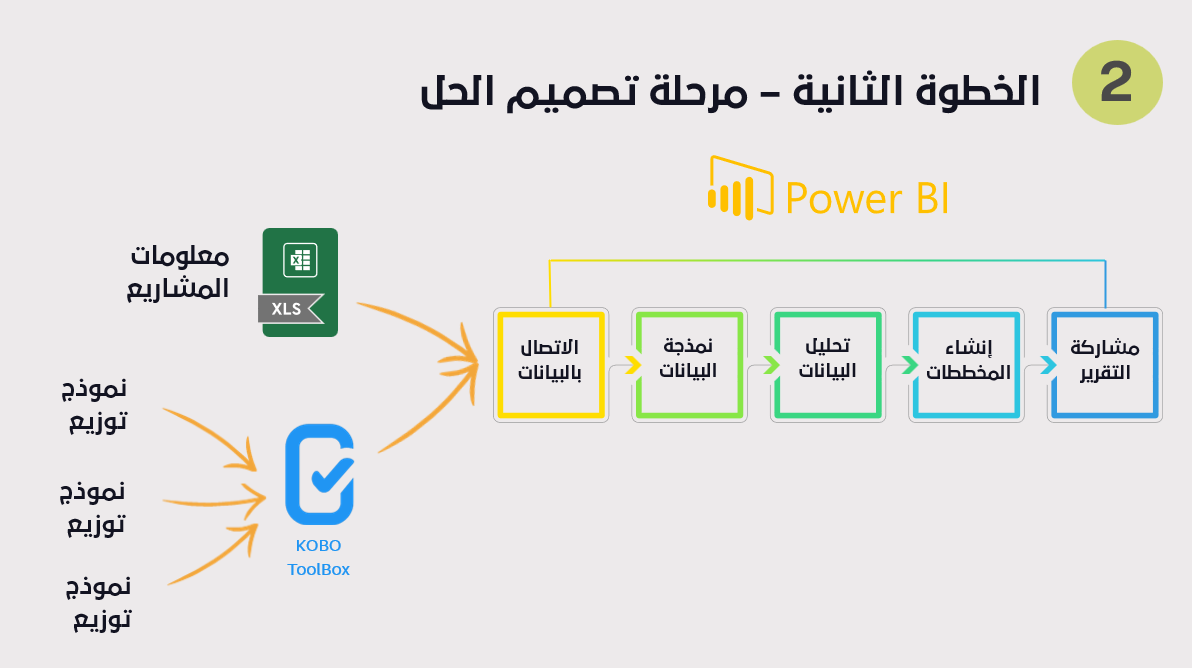 2
الخطوة الثانية – مرحلة تصميم الحل
Power BI
معلومات
المشاريع
XLS
نموذج
توزيع
نموذج
توزيع
نموذج
توزيع
KOBO
ToolBox
الاتصال
بالبيانات
نمذجة
البيانات
تحليل
البيانات
إنشاء
المخططات
مشاركة
التقرير